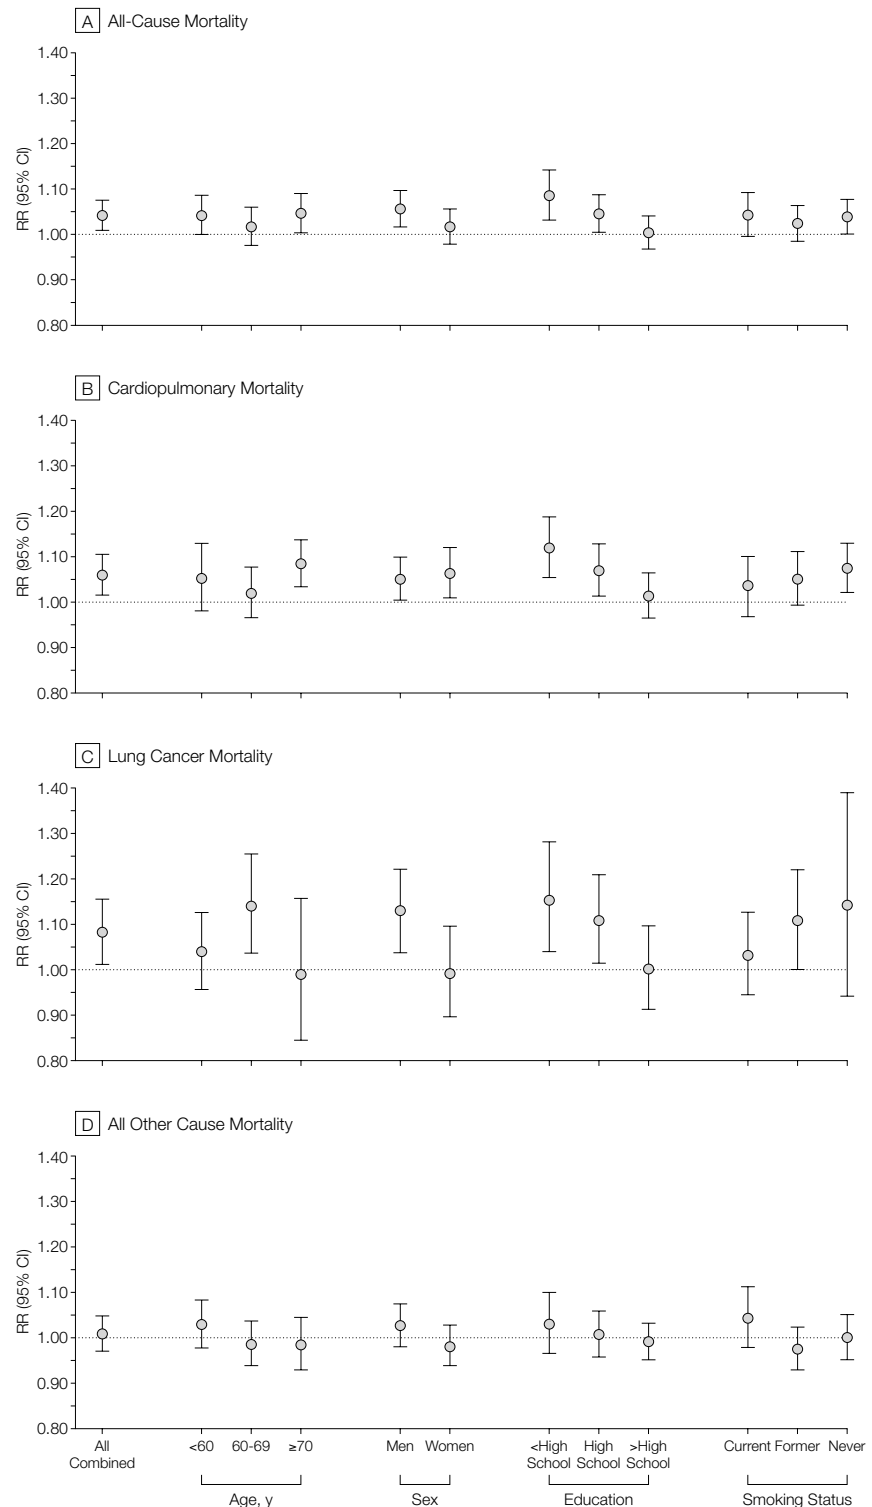 A All-Cause Mortality
1.40
1.30
1.20
1.10
1.00
0.90
0.80
RR (95% CI)
B Cardiopulmonary Mortality
1.40
1.30
1.20
1.10
1.00
0.90
0.80
RR (95% CI)
C Lung Cancer Mortality
1.40
1.30
1.20
1.10
1.00
0.90
0.80
RR (95% CI)
D All Other Cause Mortality
1.40
1.30
1.20
1.10
1.00
0.90
0.80
RR (95% CI)
All <60 60-69 ≥70 Men Women <High High >High Current Former Never
Combined School School School
Age, y Sex Education Smoking Status